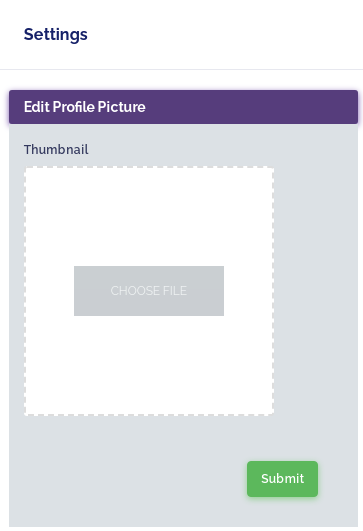 Settings
Edit Profile Picture
Thumbnail
CHOOSE FILE
Submit